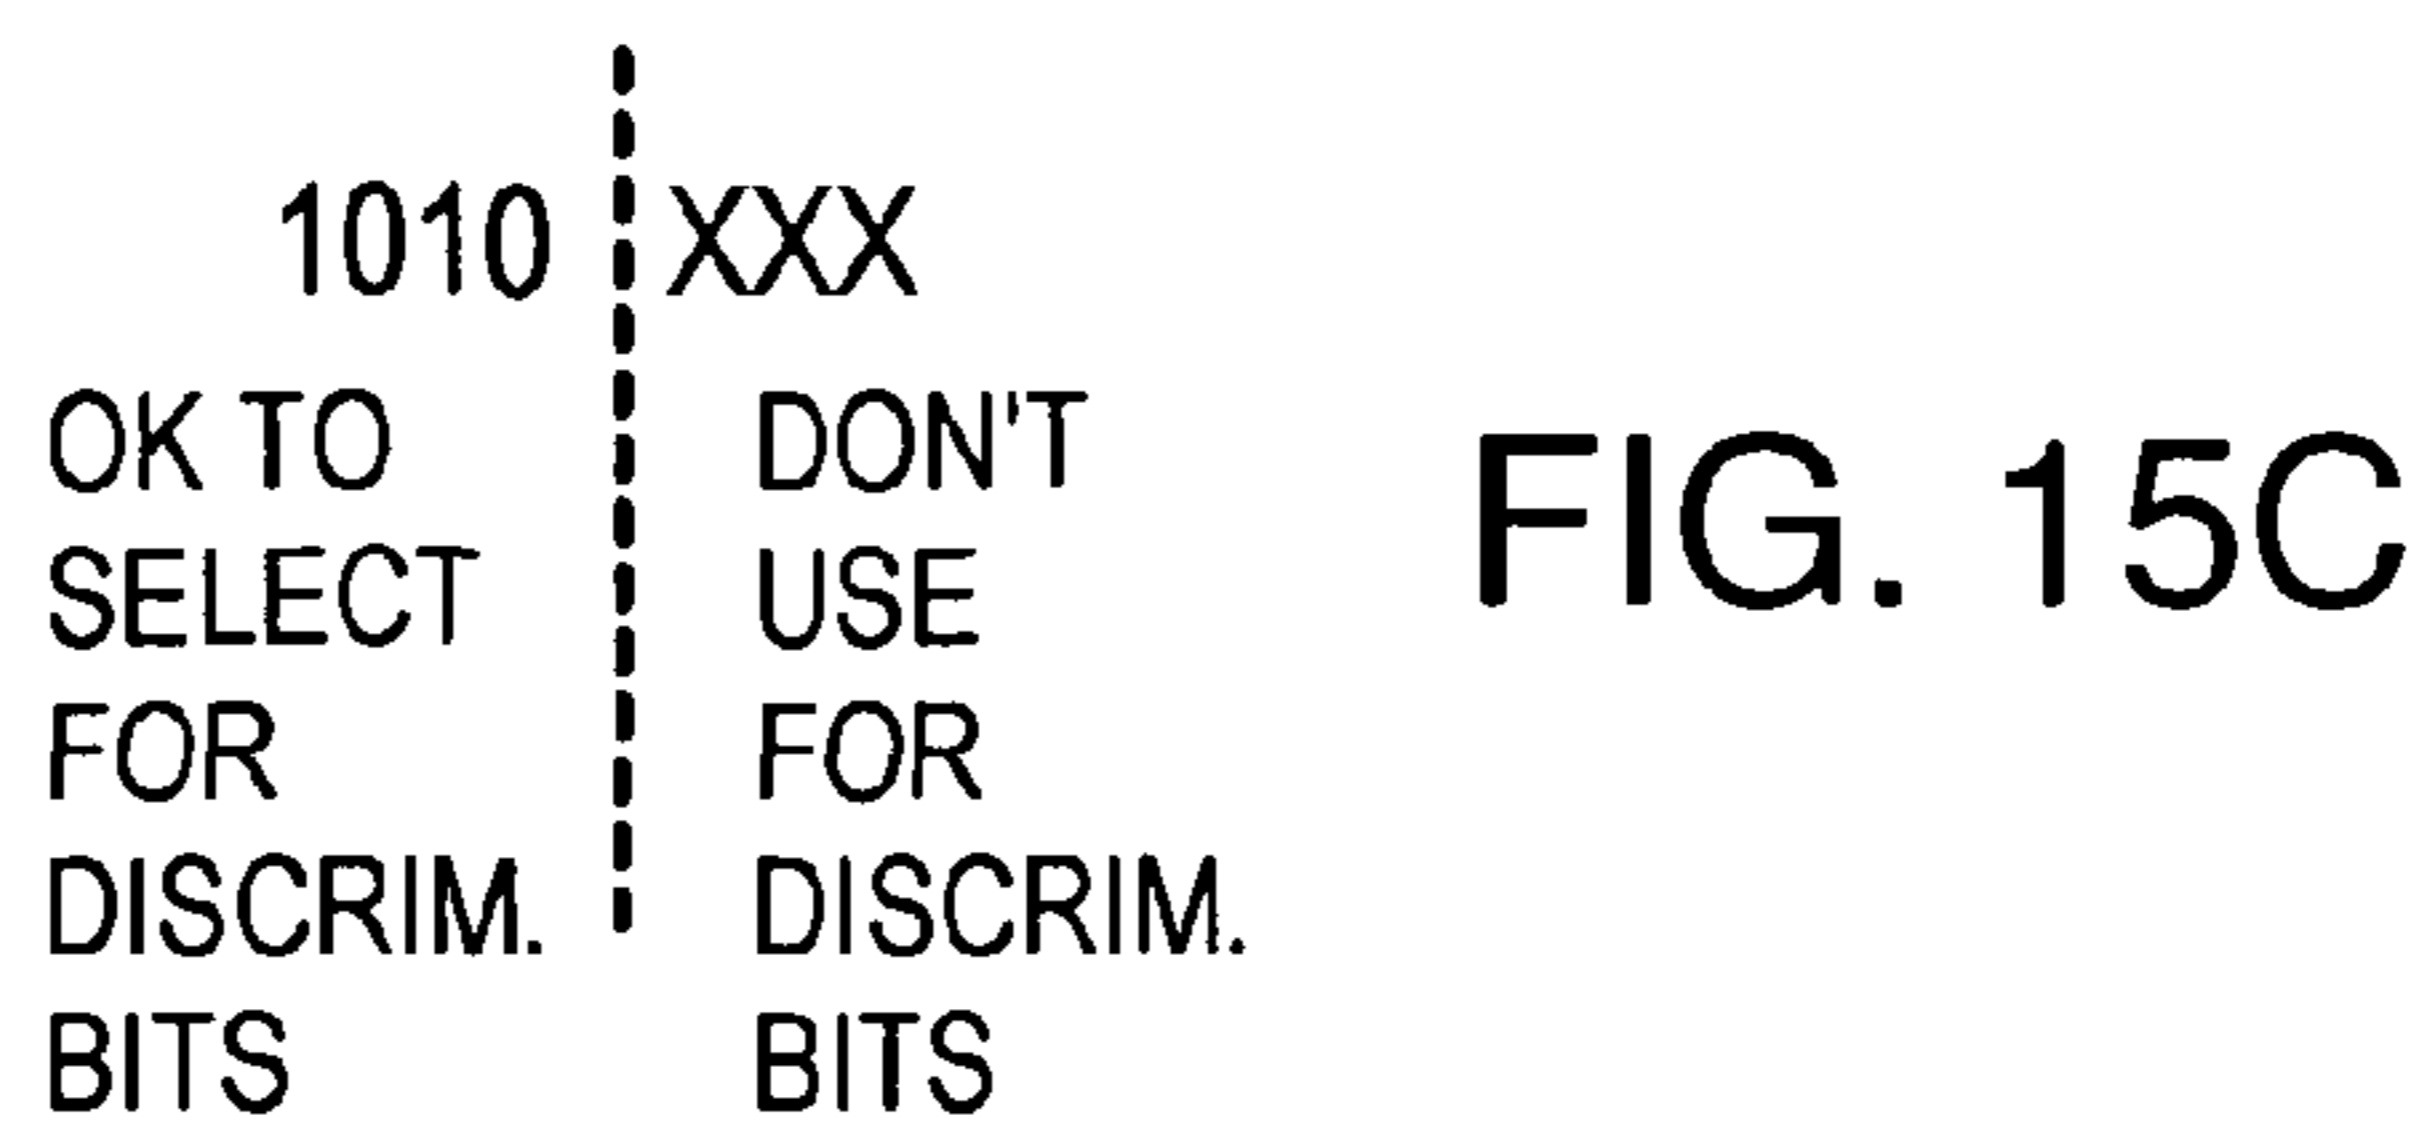 1010 XXX
OK TO
SELECT
FOR
DISCRIM.
BITS
DON'T
USE
FOR
DISCRIM.
BITS
FIG. 15C